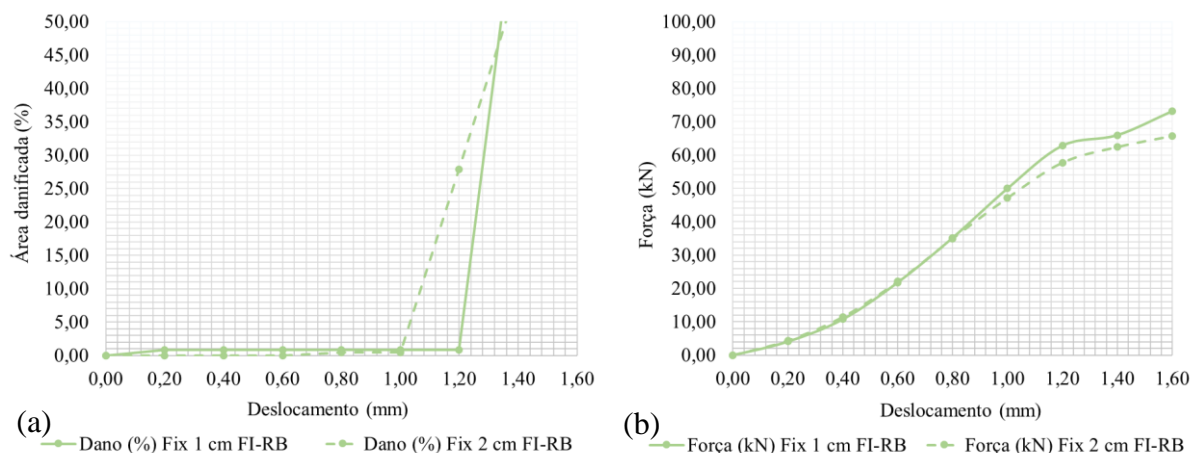 50,00
45,00
40,00
35,00
30,00
25,00
20,00
15,00
10,00
5,00
0,00
Área danificada (%)
0,00 0,20 0,40 0,60 0,80 1,00 1,20 1,40 1,60
Deslocamento (mm)
(a)
Dano (%) Fix 1 cm FI-RB Dano (%) Fix 2 cm FI-RB
100,00
90,00
80,00
70,00
60,00
50,00
40,00
30,00
20,00
10,00
0,00
Força (kN)
0,00 0,20 0,40 0,60 0,80 1,00 1,20 1,40 1,60
Deslocamento (mm)
(b)
Força (kN) Fix 1 cm FI-RB Força (kN) Fix 2 cm FI-RB